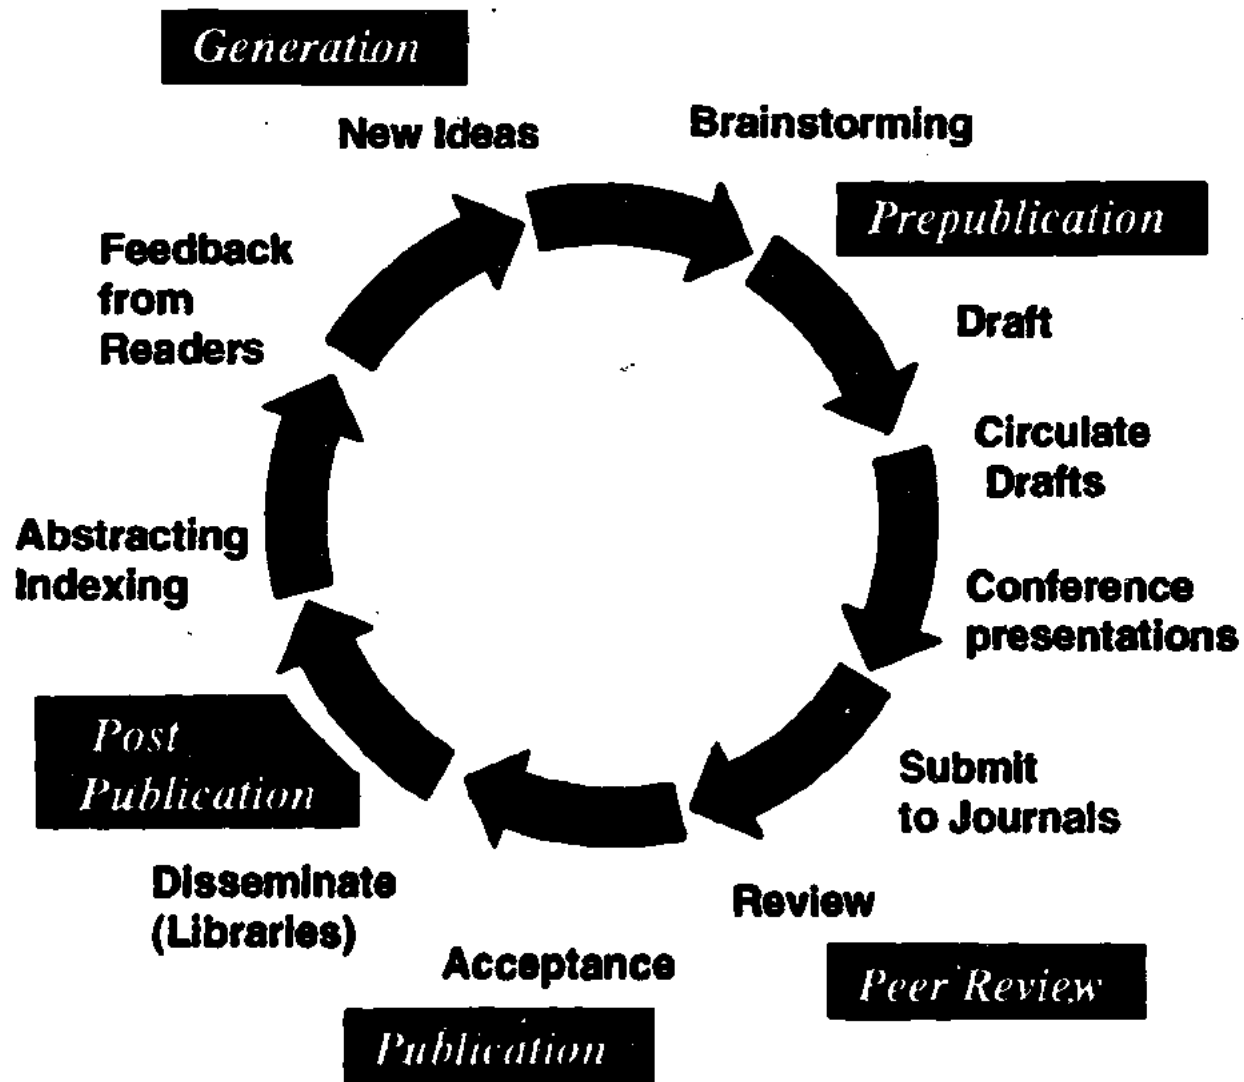 Generation
New Ideas
Brainstorming
Prepublication
Draft
Circulate
Drafts
Conference
presentations
Submit
to Journals
Review
Peer Review
Acceptance
Publication
Disseminate
(Libraries)
Post
Publication
Abstracting
Indexing
Feedback
from
Readers